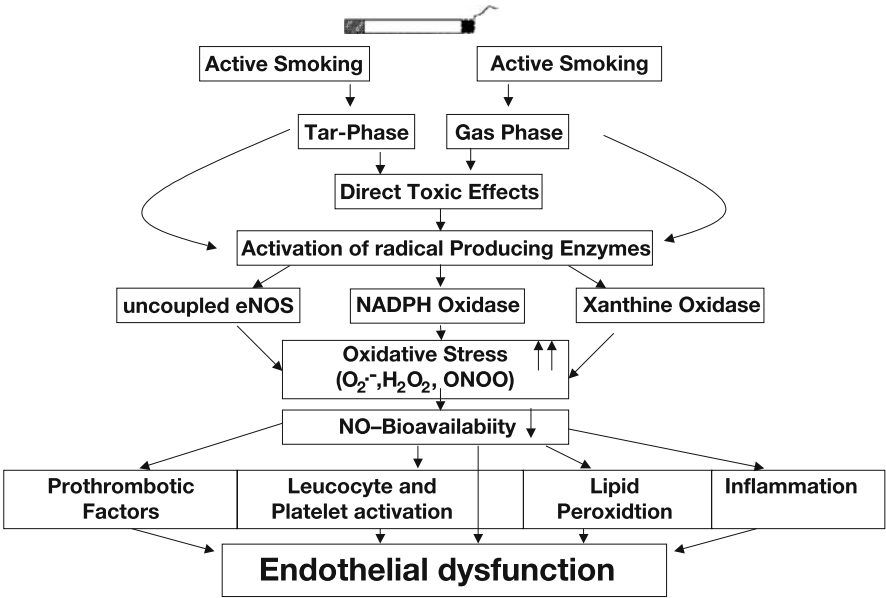 Active Smoking
Active Smoking
Tar-Phase
Gas Phase
Direct Toxic Effects
Activation of radical Producing Enzymes
uncoupled eNOS
NADPH Oxidase
Xanthine Oxidase
Oxidative Stress
(O₂·⁻,H₂O₂, ONOO)
NO–Bioavailabiity
Prothrombotic
Factors
Leucocyte and
Platelet activation
Lipid
Peroxidtion
Inflammation
Endothelial dysfunction